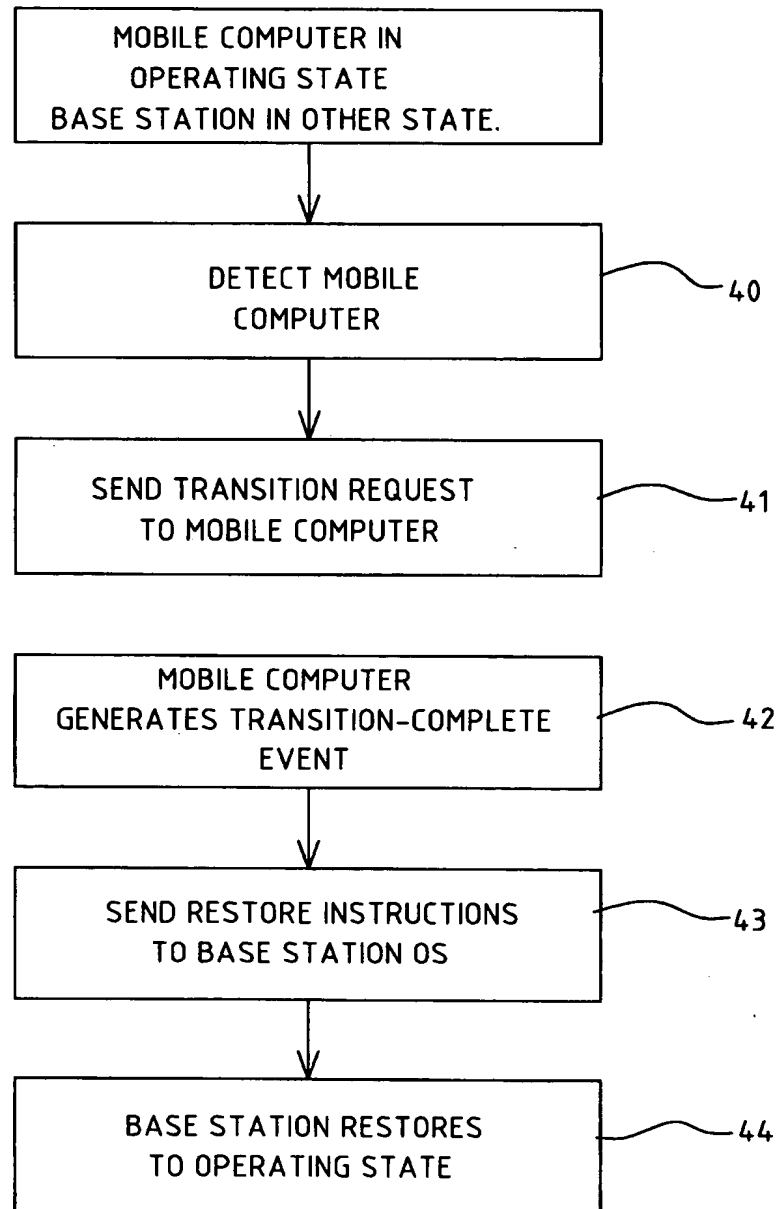 MOBILE COMPUTER IN
OPERATING STATE
BASE STATION IN OTHER STATE.
DETECT MOBILE
COMPUTER
40
SEND TRANSITION REQUEST
TO MOBILE COMPUTER
41
MOBILE COMPUTER
GENERATES TRANSITION-COMPLETE
EVENT
42
SEND RESTORE INSTRUCTIONS
TO BASE STATION OS
43
BASE STATION RESTORES
TO OPERATING STATE
44